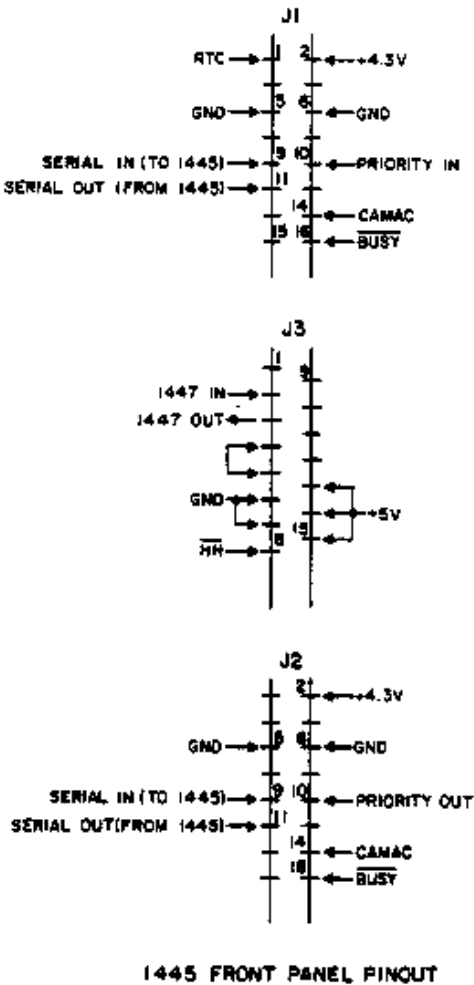 J1
RTC 1 2 +4.3V
GND 5 6 GND
SERIAL IN (TO 1445) 9 10 PRIORITY IN
SERIAL OUT (FROM 1445) 11
14 CAMAC
15 16 BUSY
J3
1
9
1447 IN
1447 OUT
GND +5V
15
8
J2
2 +4.3V
GND 5 6 GND
SERIAL IN (TO 1445) 9 10 PRIORITY OUT
SERIAL OUT(FROM 1445) 11
14 CAMAC
16 BUSY
1445 FRONT PANEL PINOUT